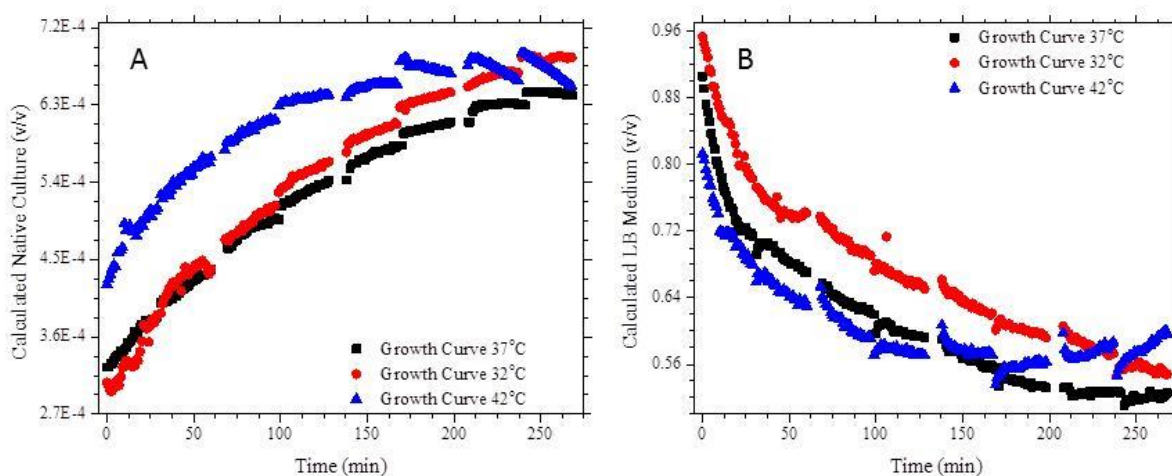 A
7.2E-4
6.3E-4
5.4E-4
4.5E-4
3.6E-4
2.7E-4
Calculated Native Culture (v/v)
Growth Curve 37°C
Growth Curve 32°C
Growth Curve 42°C
0 50 100 150 200 250
Time (min)
B
0.96
0.88
0.80
0.72
0.64
0.56
Calculated LB Medium (v/v)
Growth Curve 37°C
Growth Curve 32°C
Growth Curve 42°C
0 50 100 150 200 250
Time (min)